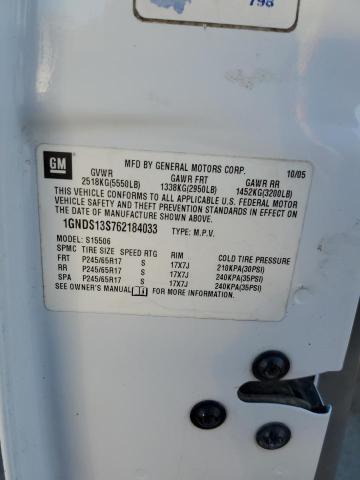 798
GM
MFD BY GENERAL MOTORS CORP. 10/05
GVWR GAWR FRT GAWR RR
2518KG(5550LB) 1338KG(2950LB) 1452KG(3200LB)
THIS VEHICLE CONFORMS TO ALL APPLICABLE U.S. FEDERAL MOTOR
VEHICLE SAFETY AND THEFT PREVENTION STANDARDS IN EFFECT ON
THE DATE OF MANUFACTURE SHOWN ABOVE.
1GNDS13S762184033 TYPE: M.P.V.
MODEL: S15506
SPMC TIRE SIZE SPEED RTG RIM COLD TIRE PRESSURE
FRT P245/65R17 S 17X7J 210KPA(30PSI)
RR P245/65R17 S 17X7J 240KPA(35PSI)
SPA P245/65R17 S 17X7J 240KPA(35PSI)
SEE OWNER'S MANUAL FOR MORE INFORMATION.